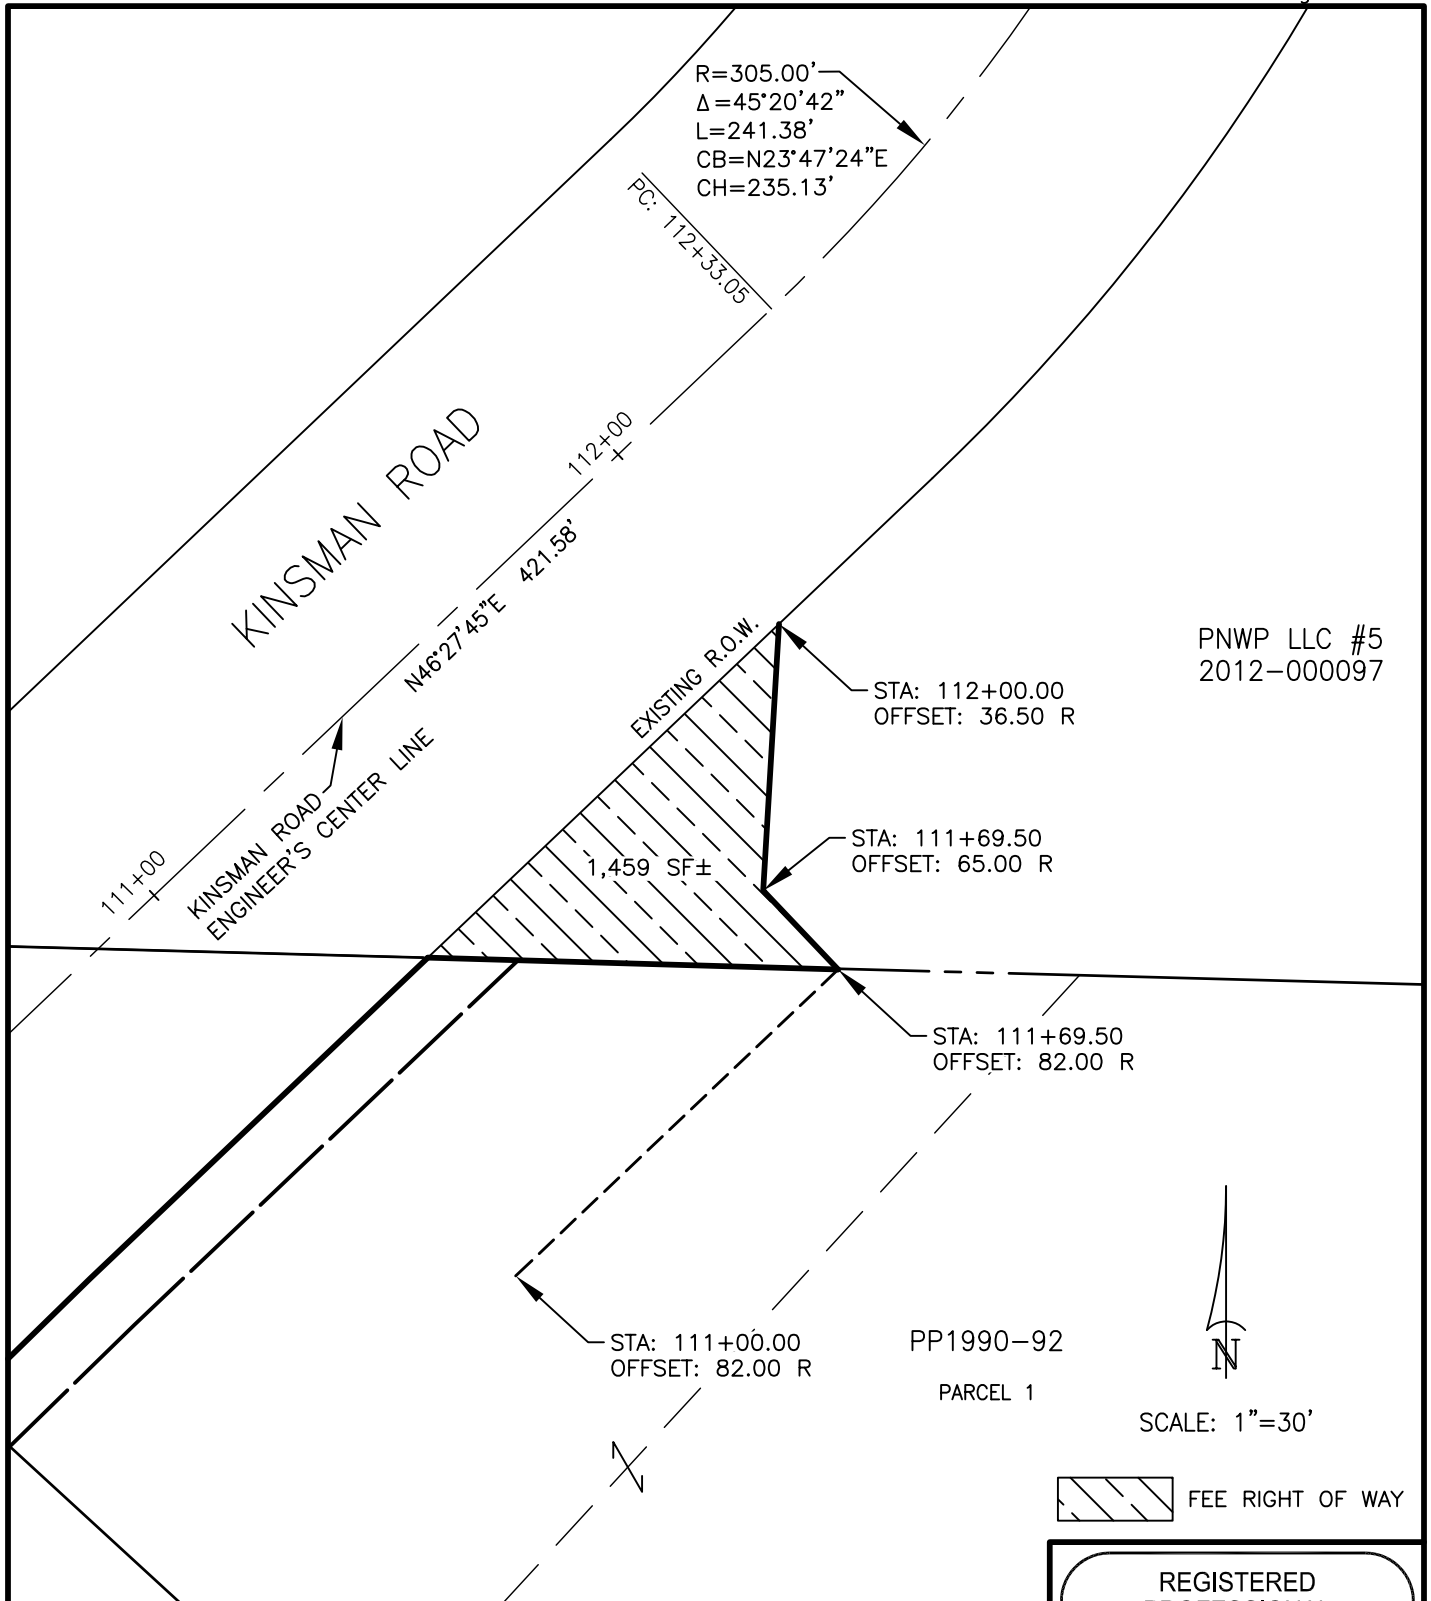 R=305.00'
Δ=45°20'42"
L=241.38'
CB=N23°47'24"E
CH=235.13'
PC: 112+33.05
KINSMAN ROAD
112+00
N46°27'45"E 421.58'
EXISTING R.O.W.
PNWP LLC #5
2012-000097
STA: 112+00.00
OFFSET: 36.50 R
KINSMAN ROAD
ENGINEER'S CENTER LINE
111+00
1,459 SF±
STA: 111+69.50
OFFSET: 65.00 R
STA: 111+69.50
OFFSET: 82.00 R
STA: 111+00.00
OFFSET: 82.00 R
PP1990-92
PARCEL 1
N
SCALE: 1"=30'
FEE RIGHT OF WAY
REGISTERED